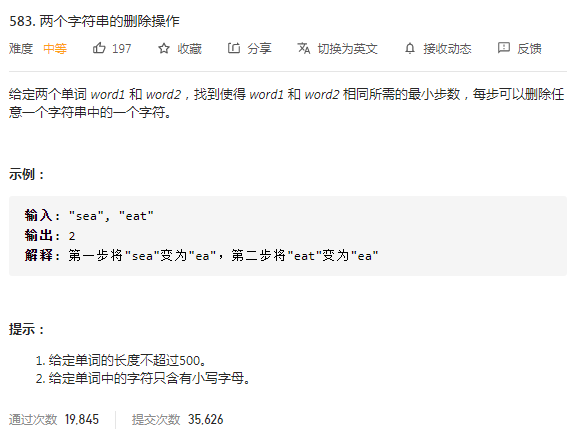 583. 两个字符串的删除操作
难度 中等 197 收藏 分享 切换为英文 接收动态 反馈
给定两个单词 word1 和 word2，找到使得 word1 和 word2 相同所需的最小步数，每步可以删除任
意一个字符串中的一个字符。
示例：
输入: "sea", "eat"
输出: 2
解释: 第一步将"sea"变为"ea"，第二步将"eat"变为"ea"
提示：
1. 给定单词的长度不超过500。
2. 给定单词中的字符只含有小写字母。
通过次数 19,845 提交次数 35,626